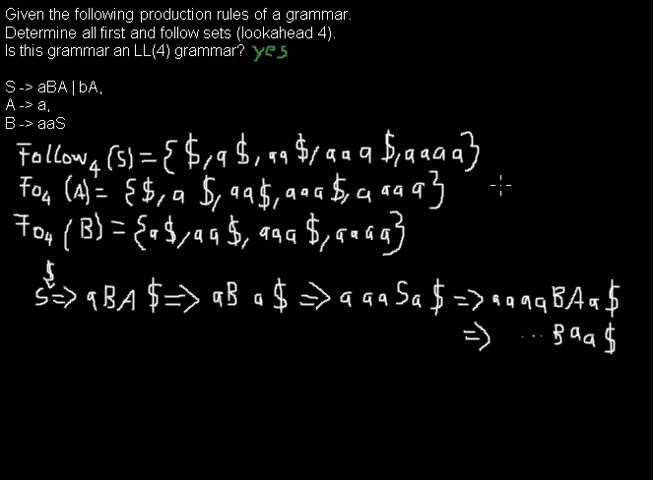 Given the following production rules of a grammar.
Determine all first and follow sets (lookahead 4).
Is this grammar an LL(4) grammar? yes
S -> aBA | bA,
A -> a,
B -> aaS
Follow₄(S)={$,a$,aa$,aaa$,aaaa}
Fo₄(A)={$,a$,aa$,aaa$,aaaa}
Fo₄(B)={a$,aa$,aaa$,aaaa}
$
S=>aBA$=>aBa$=>aaaSa$=>aaaaBAa$
=> ...Baa$